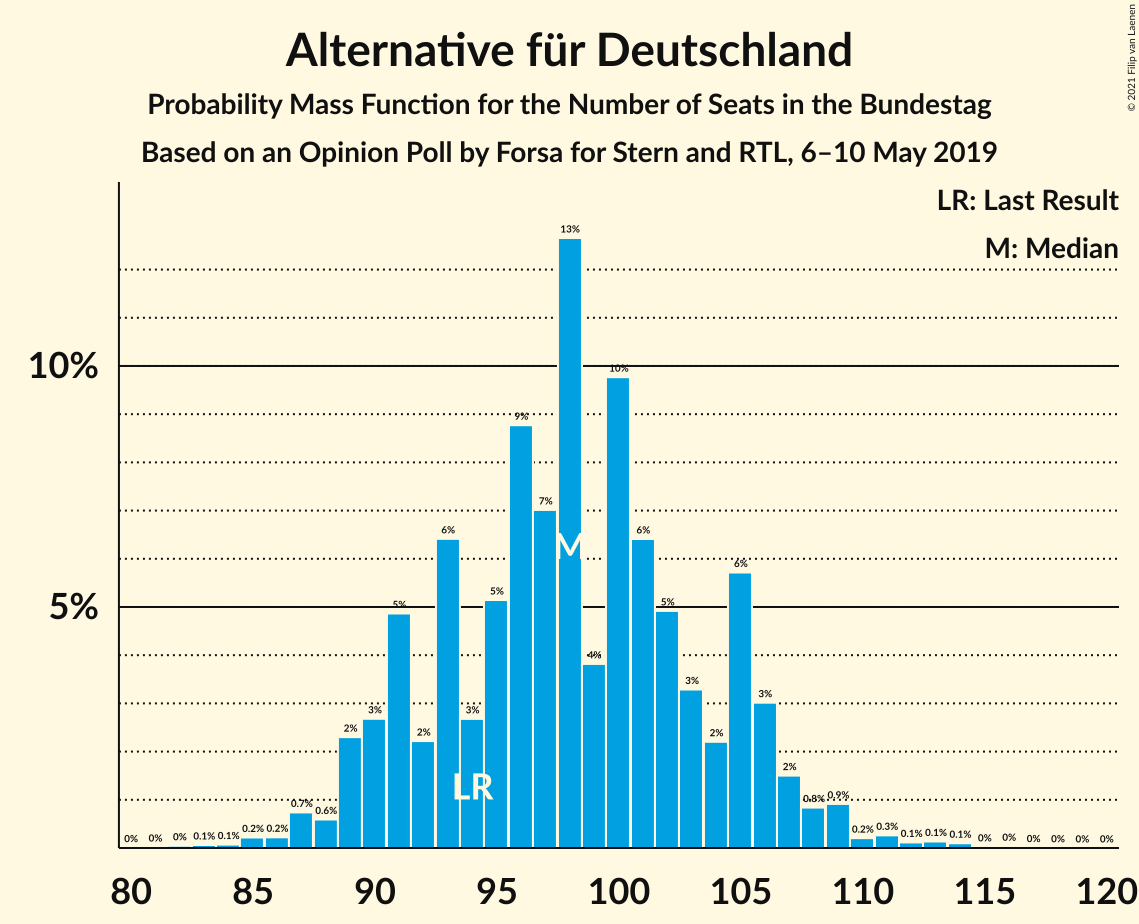 Alternative für Deutschland
Probability Mass Function for the Number of Seats in the Bundestag
Based on an Opinion Poll by Forsa for Stern and RTL, 6–10 May 2019
© 2021 Filip van Laenen
LR: Last Result
M: Median
10%
5%
0% 0% 0% 0.1% 0.1% 0.2% 0.2% 0.7% 0.6% 2% 3% 5% 2% 6% 3% 5% 9% 7% 13% 4% 10% 6% 5% 3% 2% 6% 3% 2% 0.8% 0.9% 0.2% 0.3% 0.1% 0.1% 0.1% 0% 0% 0% 0% 0% 0%
M
LR
80 85 90 95 100 105 110 115 120